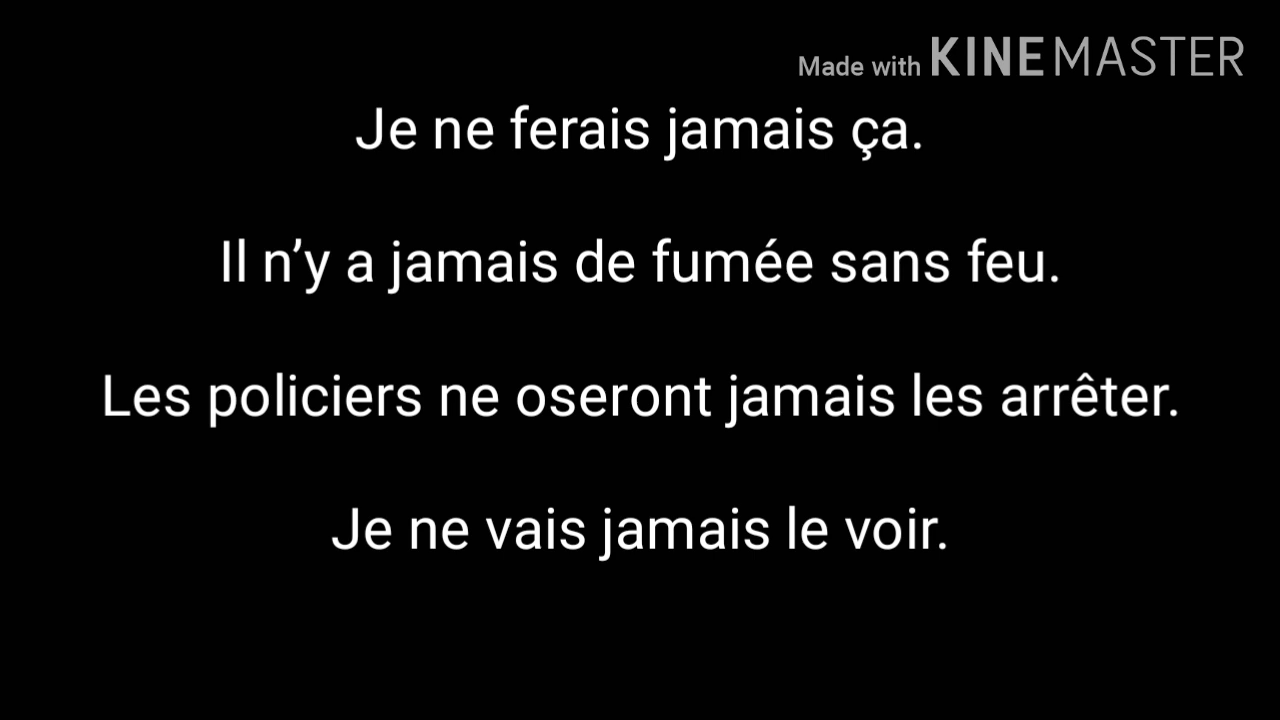 Made with KINEMASTER
Je ne ferais jamais ça.
Il n’y a jamais de fumée sans feu.
Les policiers ne oseront jamais les arrêter.
Je ne vais jamais le voir.